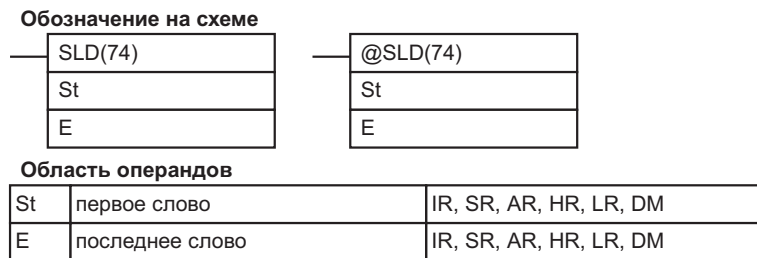 Обозначение на схеме
SLD(74) @SLD(74)
St St
E E
Область операндов
St первое слово IR, SR, AR, HR, LR, DM
E последнее слово IR, SR, AR, HR, LR, DM